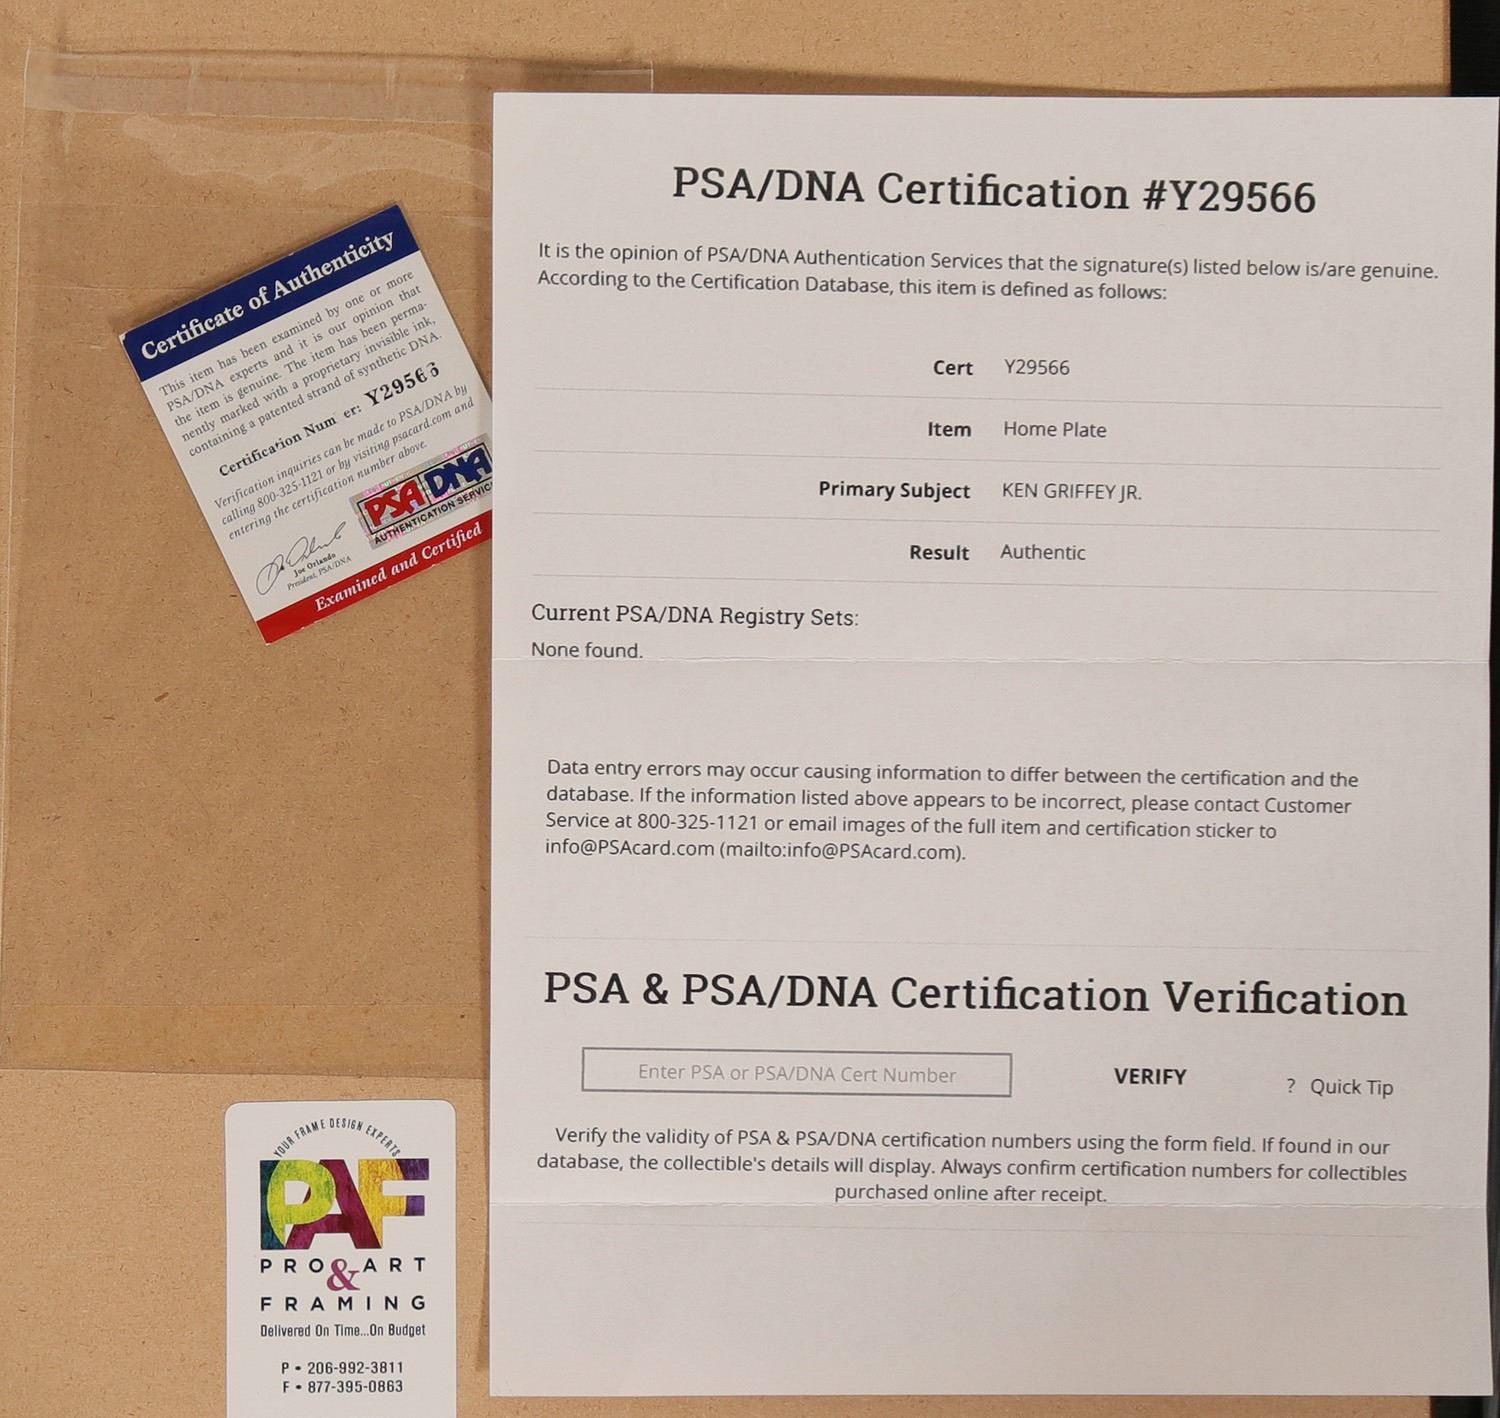 Certificate of Authenticity
This item has been examined by one or more
PSA/DNA experts and it is our opinion that
the item is genuine. The item has been perma-
nently marked with a proprietary invisible ink,
containing a patented strand of synthetic DNA.
Certification Num er: Y29566
Verification inquiries can be made to PSA/DNA by
calling 800-325-1121 or by visiting psacard.com and
entering the certification number above.
Joe Orlando
President, PSA/DNA
PSA/DNA
AUTHENTICATION SERVIC
Examined and Certified
PSA/DNA Certification #Y29566
It is the opinion of PSA/DNA Authentication Services that the signature(s) listed below is/are genuine.
According to the Certification Database, this item is defined as follows:
Cert Y29566
Item Home Plate
Primary Subject KEN GRIFFEY JR.
Result Authentic
Current PSA/DNA Registry Sets:
None found.
Data entry errors may occur causing information to differ between the certification and the
database. If the information listed above appears to be incorrect, please contact Customer
Service at 800-325-1121 or email images of the full item and certification sticker to
info@PSAcard.com (mailto:info@PSAcard.com).
PSA & PSA/DNA Certification Verification
Enter PSA or PSA/DNA Cert Number VERIFY ? Quick Tip
Verify the validity of PSA & PSA/DNA certification numbers using the form field. If found in our
database, the collectible's details will display. Always confirm certification numbers for collectibles
purchased online after receipt.
YOUR FRAME DESIGN EXPERTS
PAF
PRO & ART
FRAMING
Delivered On Time...On Budget
P • 206-992-3811
F • 877-395-0863